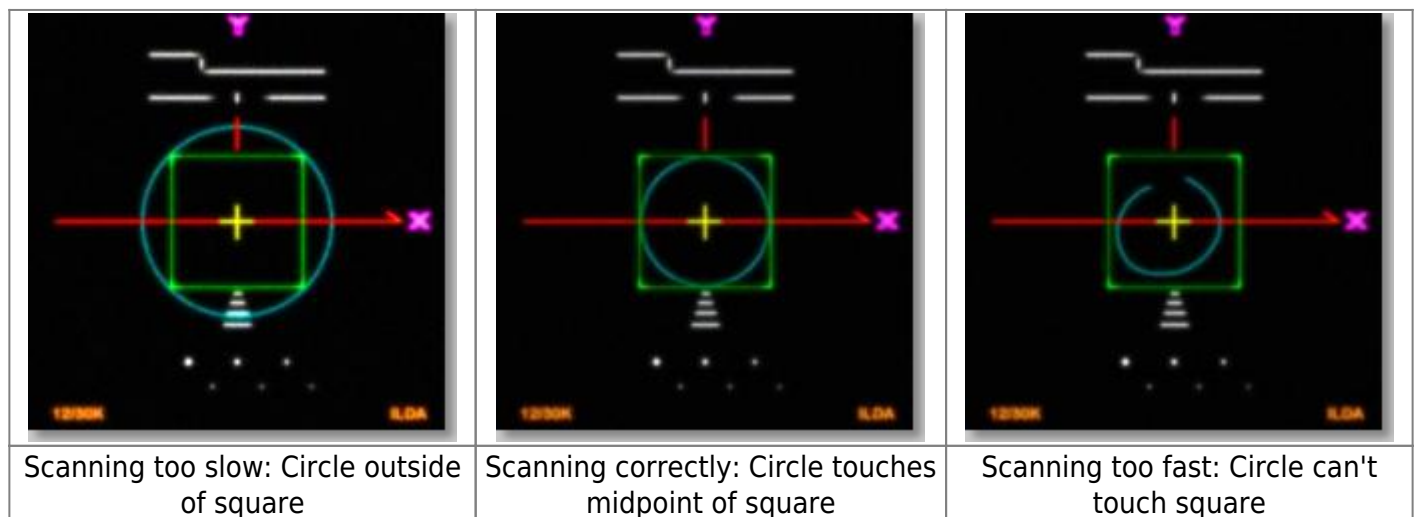 Y
X
12/30K ILDA
Scanning too slow: Circle outside
of square
Y
X
12/30K ILDA
Scanning correctly: Circle touches
midpoint of square
Y
X
12/30K ILDA
Scanning too fast: Circle can't
touch square